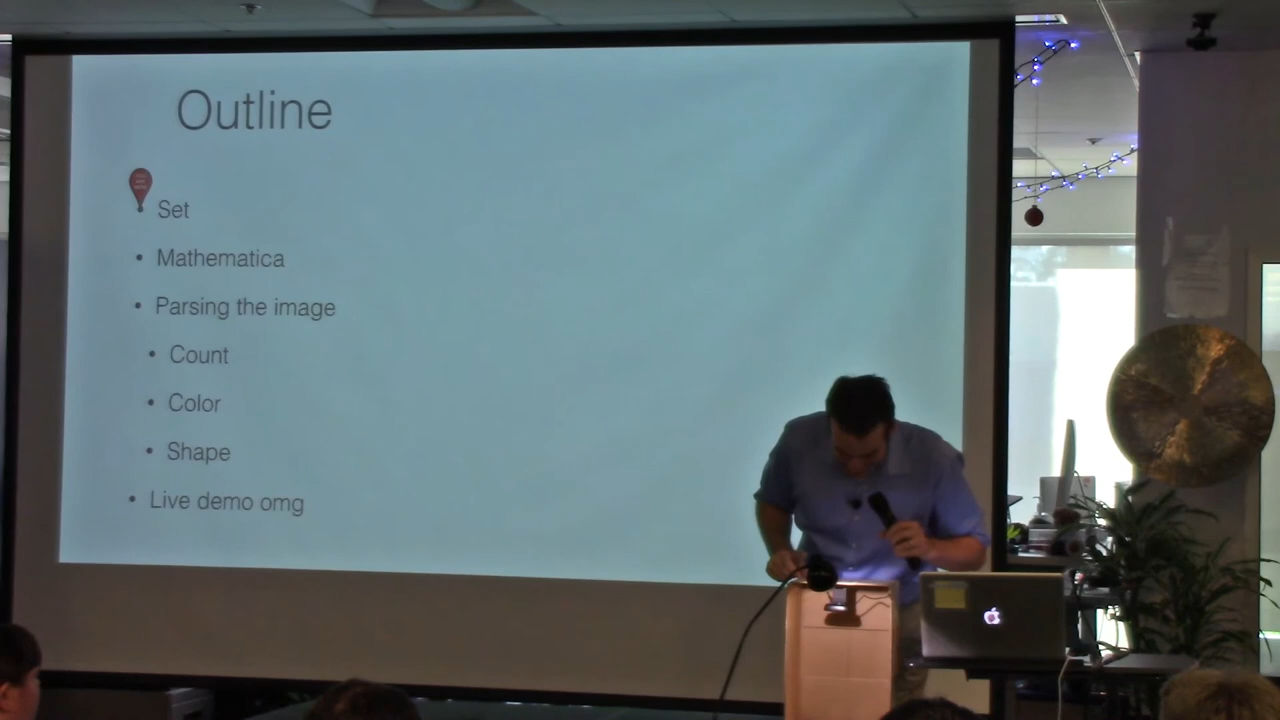 Outline
Set
Mathematica
Parsing the image
Count
Color
Shape
Live demo omg